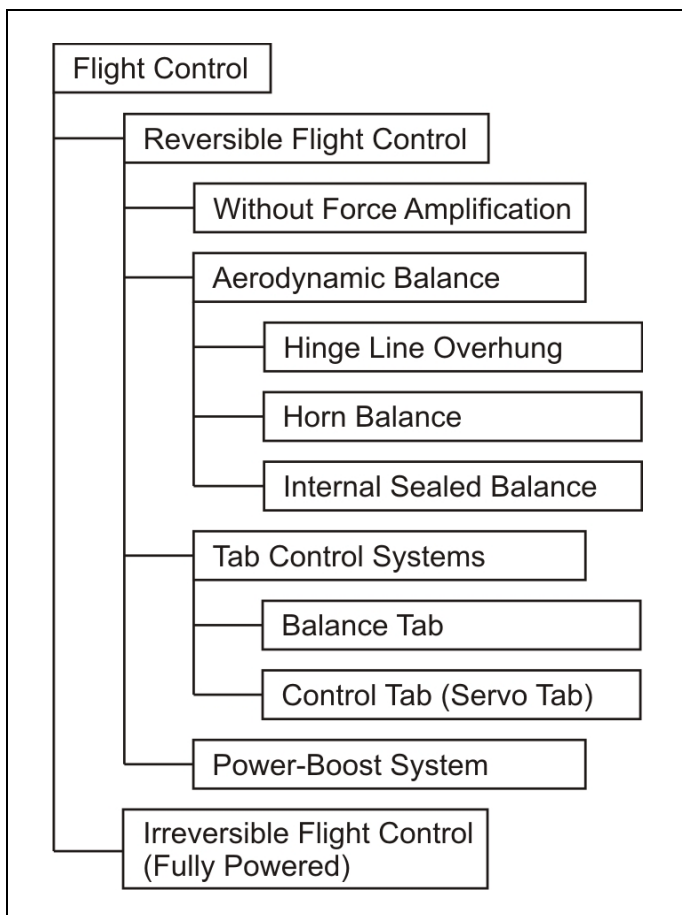 Flight Control
Reversible Flight Control
Without Force Amplification
Aerodynamic Balance
Hinge Line Overhung
Horn Balance
Internal Sealed Balance
Tab Control Systems
Balance Tab
Control Tab (Servo Tab)
Power-Boost System
Irreversible Flight Control
(Fully Powered)